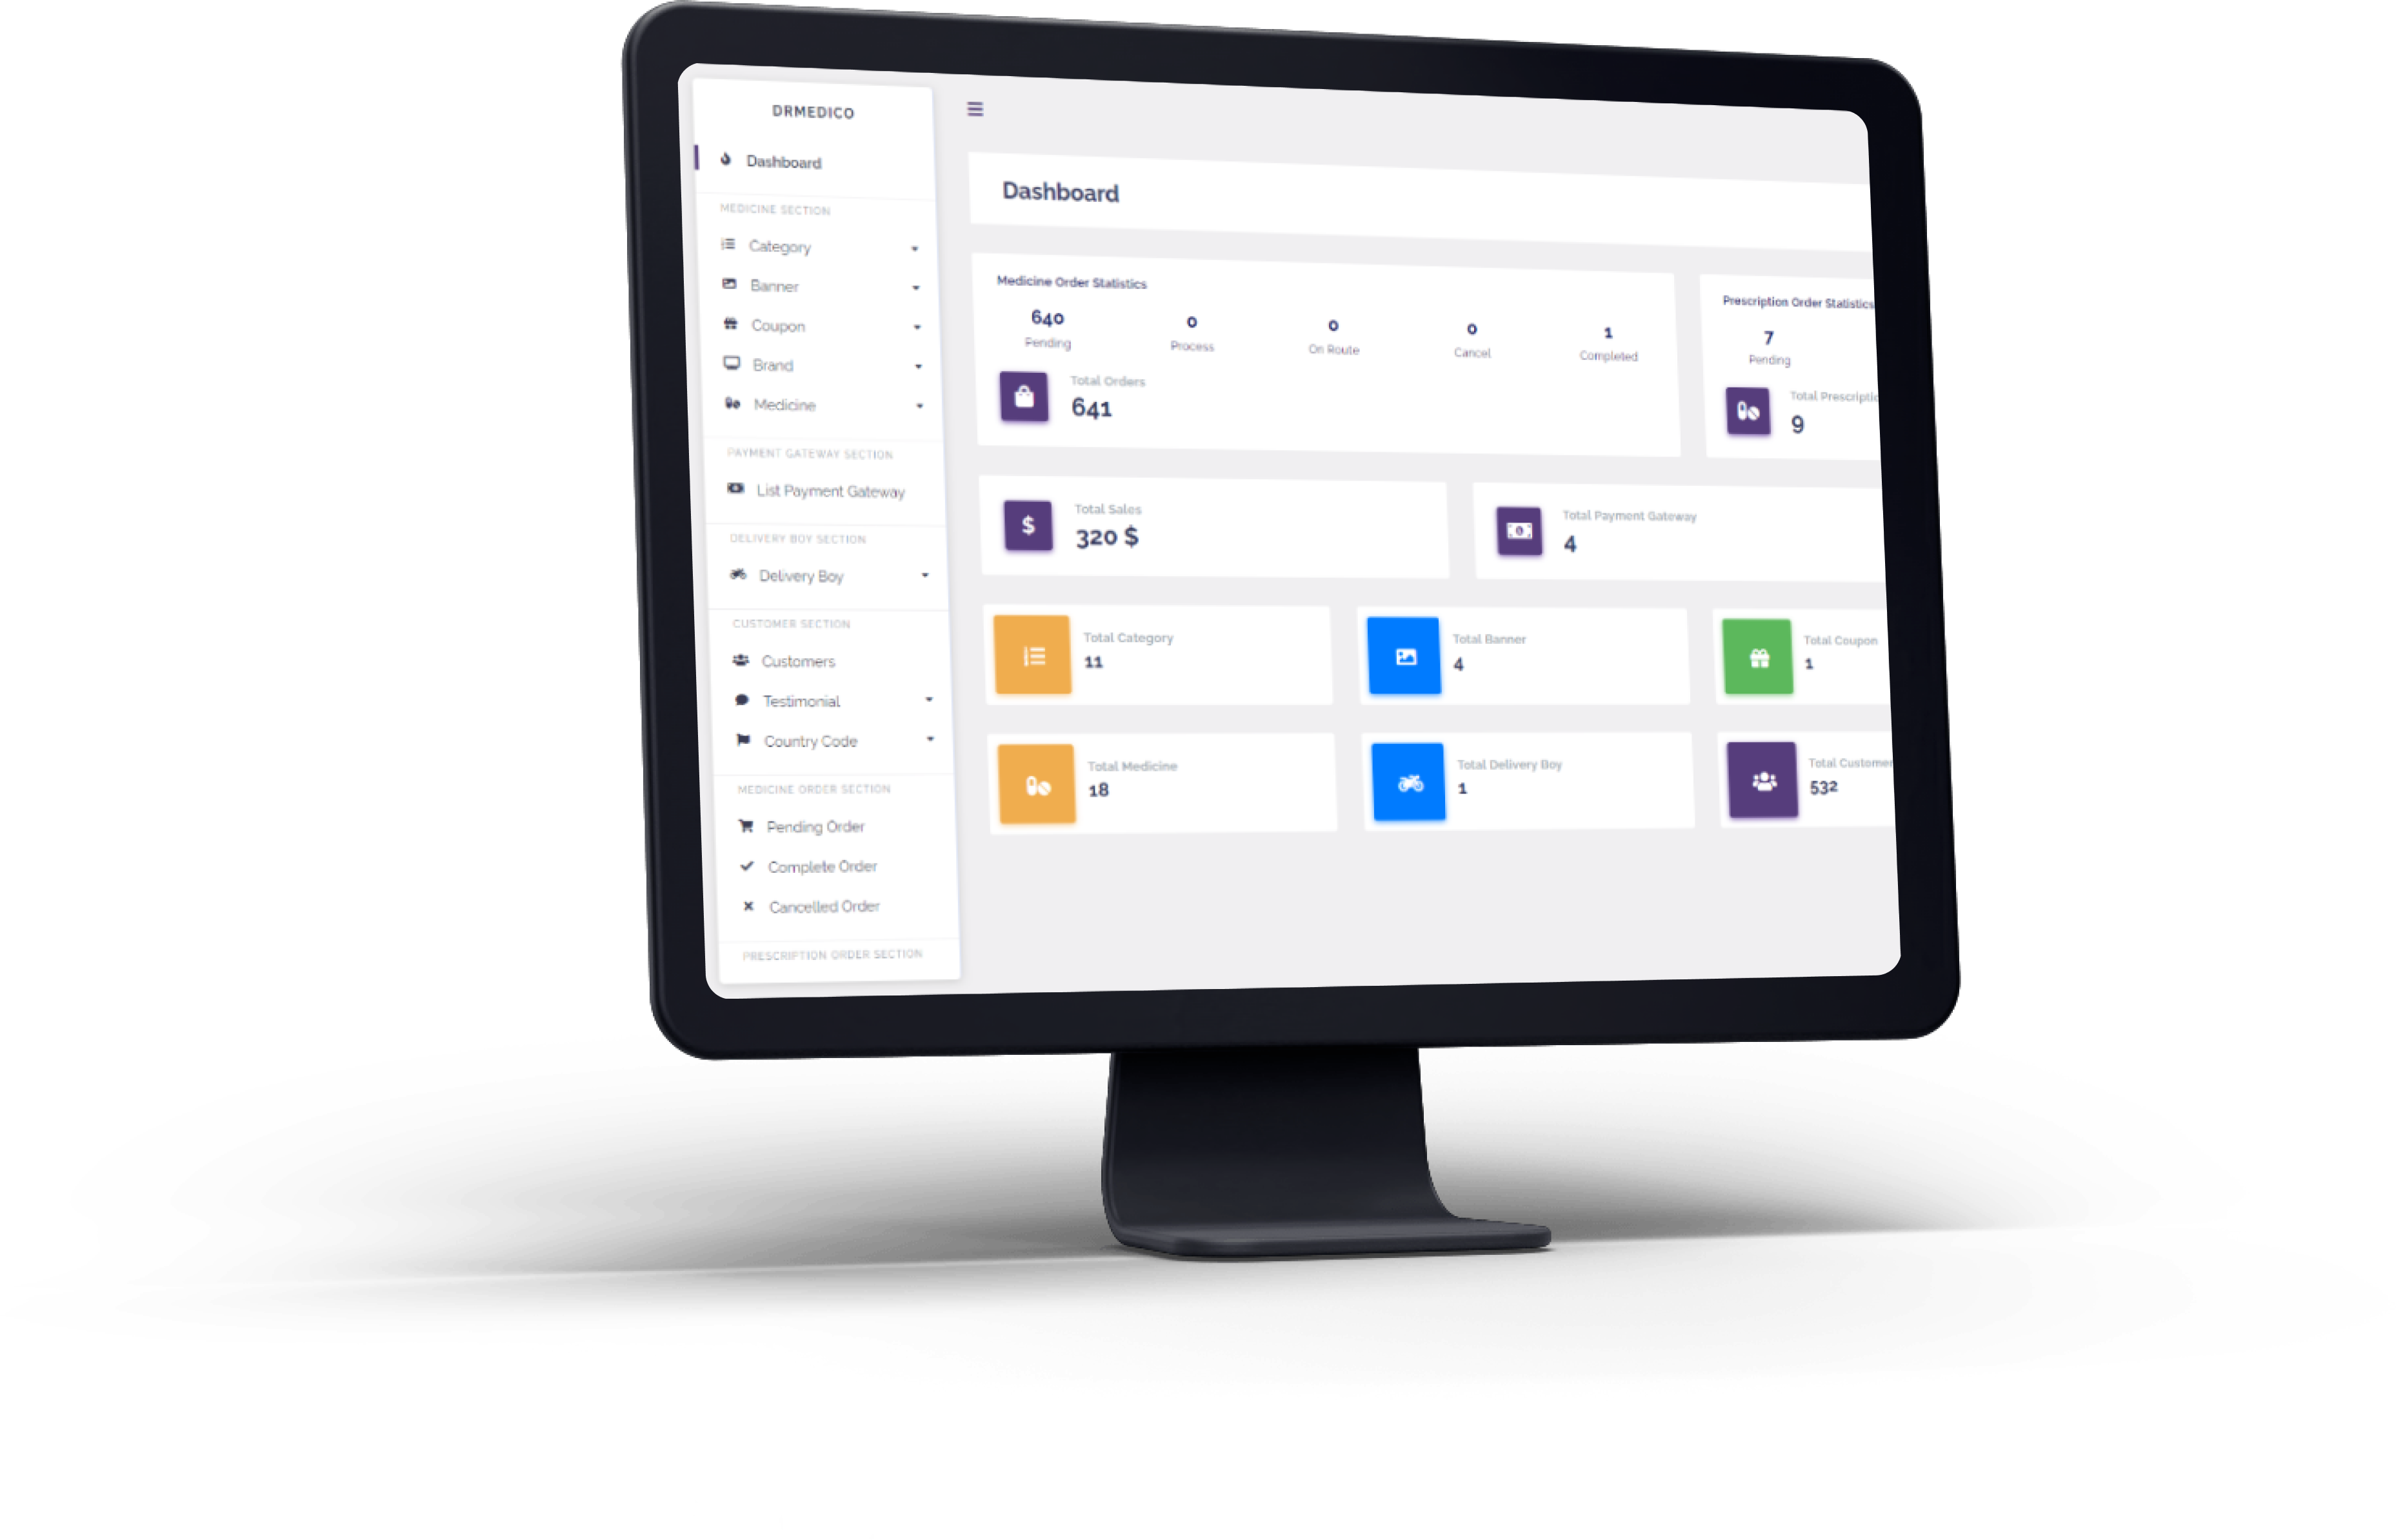 DRMEDICO
Dashboard
MEDICINE SECTION
Category
Banner
Coupon
Brand
Medicine
PAYMENT GATEWAY SECTION
List Payment Gateway
DELIVERY BOY SECTION
Delivery Boy
CUSTOMER SECTION
Customers
Testimonial
Country Code
MEDICINE ORDER SECTION
Pending Order
Complete Order
Cancelled Order
PRESCRIPTION ORDER SECTION
Dashboard
Medicine Order Statistics
640 0 0 0 1
Pending Process On Route Cancel Completed
Total Orders
641
Prescription Order Statistics
7
Pending
Total Prescriptio
9
Total Sales
320 $
Total Payment Gateway
4
Total Category
11
Total Banner
4
Total Coupon
1
Total Medicine
18
Total Delivery Boy
1
Total Customer
532